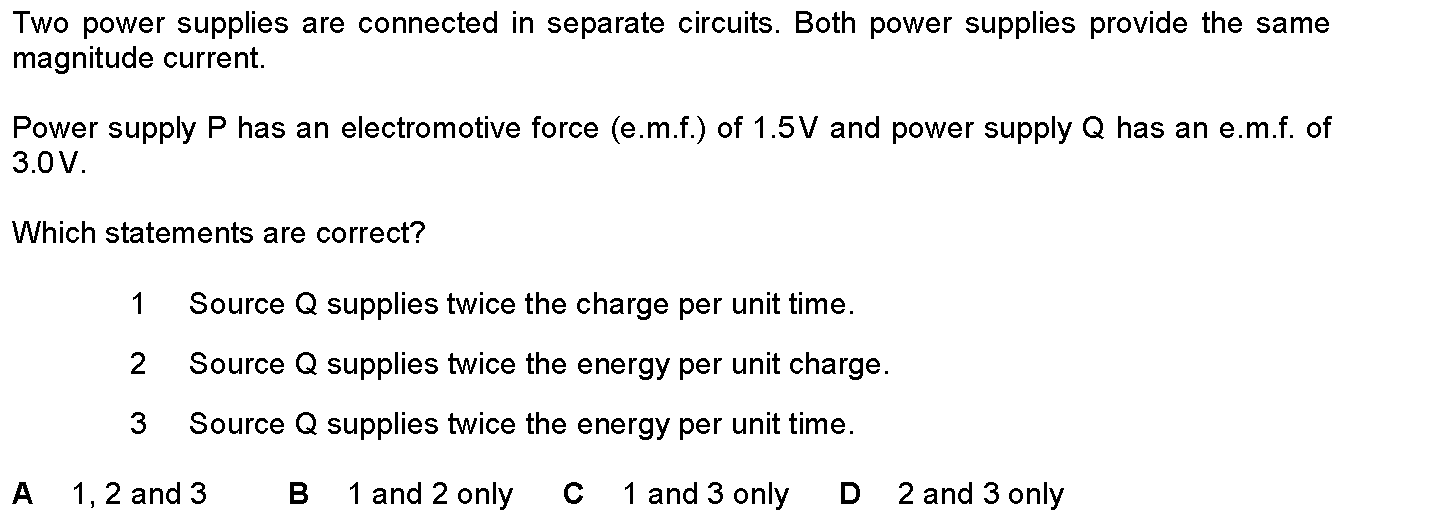 Two power supplies are connected in separate circuits. Both power supplies provide the same
magnitude current.
Power supply P has an electromotive force (e.m.f.) of 1.5 V and power supply Q has an e.m.f. of
3.0 V.
Which statements are correct?
1 Source Q supplies twice the charge per unit time.
2 Source Q supplies twice the energy per unit charge.
3 Source Q supplies twice the energy per unit time.
A 1, 2 and 3 B 1 and 2 only C 1 and 3 only D 2 and 3 only